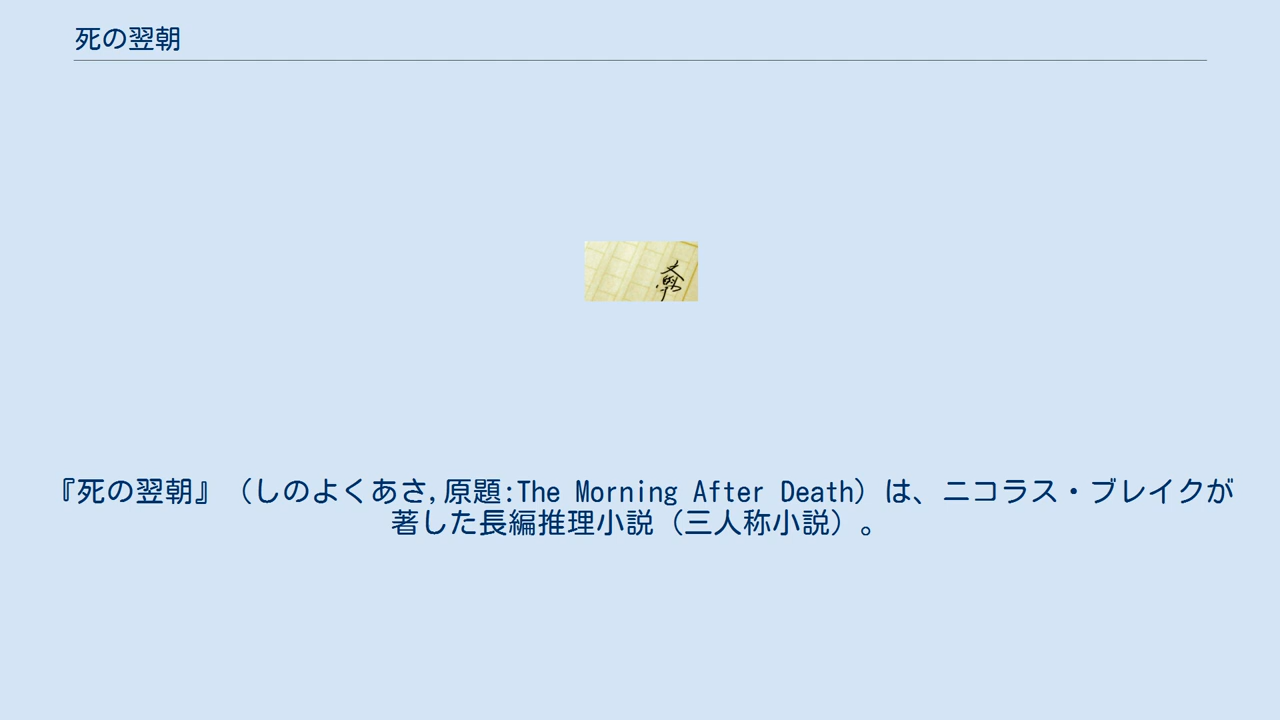 死の翌朝
『死の翌朝』（しのよくあさ,原題:The Morning After Death）は、ニコラス・ブレイクが
著した長編推理小説（三人称小説）。